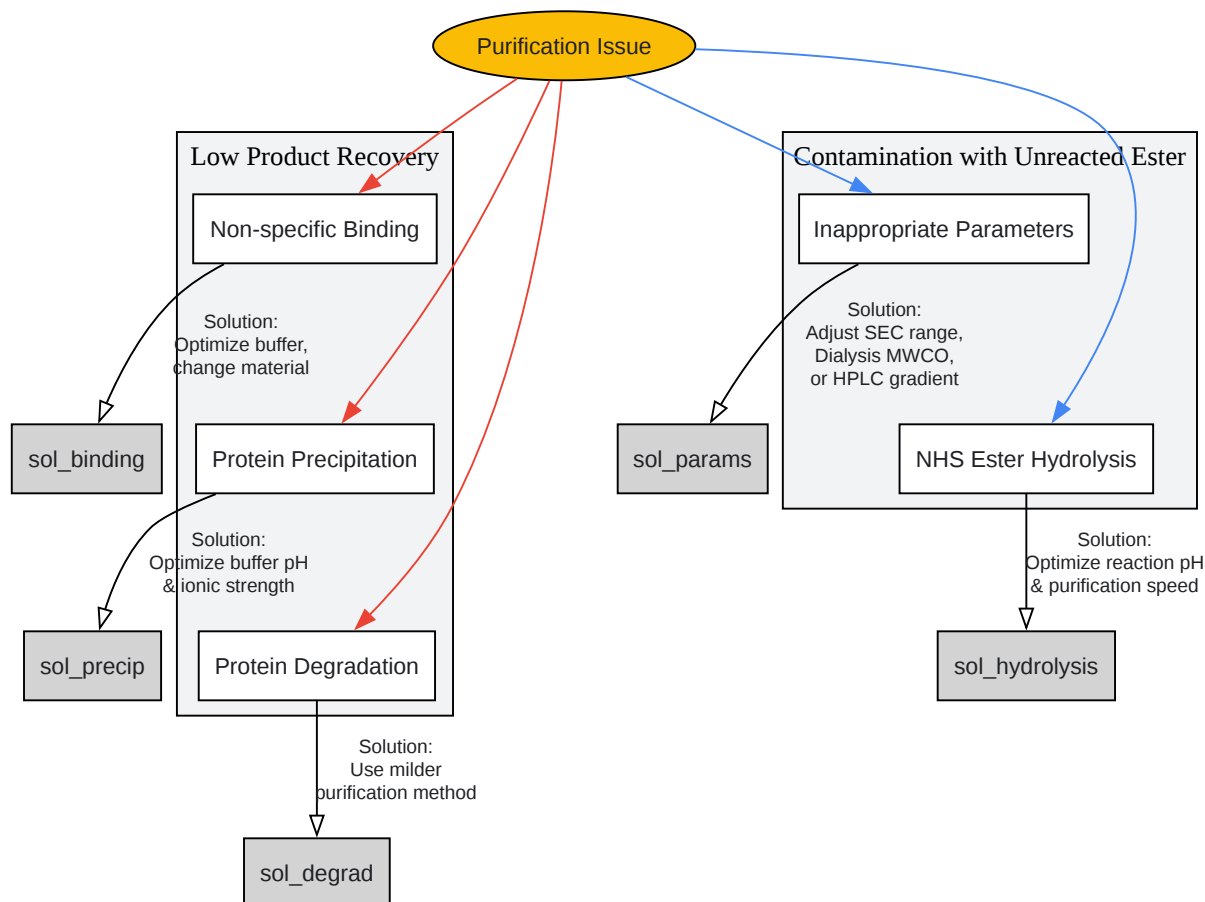 Purification Issue
Low Product Recovery
Contamination with Unreacted Ester
Non-specific Binding
Inappropriate Parameters
Solution:
Optimize buffer,
change material
Solution:
Adjust SEC range,
Dialysis MWCO,
or HPLC gradient
sol_binding
Protein Precipitation
sol_params
NHS Ester Hydrolysis
Solution:
Optimize buffer pH
& ionic strength
Solution:
Optimize reaction pH
& purification speed
sol_precip
Protein Degradation
sol_hydrolysis
Solution:
Use milder
purification method
sol_degrad